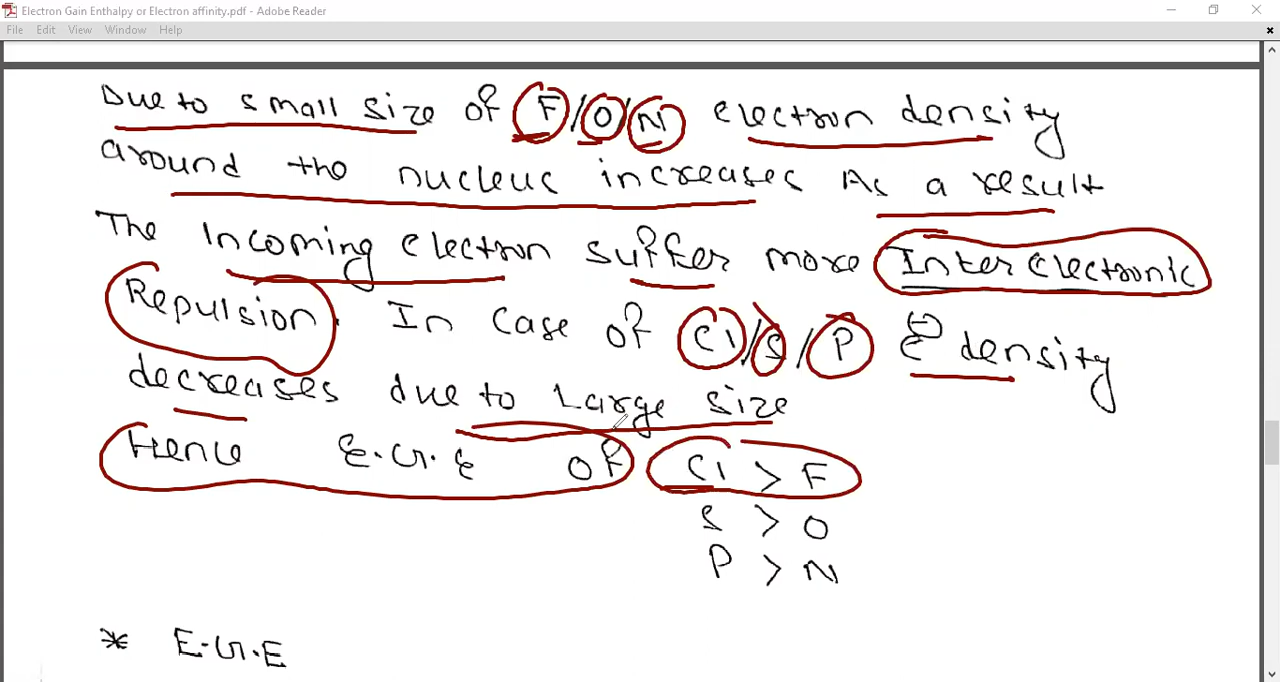 Electron Gain Enthalpy or Electron affinity.pdf - Adobe Reader
File Edit View Window Help
Due to small size of F/O/N electron density
around the nucleus increases As a result
The Incoming electron suffer more Inter Electronic
Repulsion. In case of Cl/S/P e⊖ density
decreases due to Large size
Hence E.G.E of Cl > F
S > O
P > N
* E.G.E